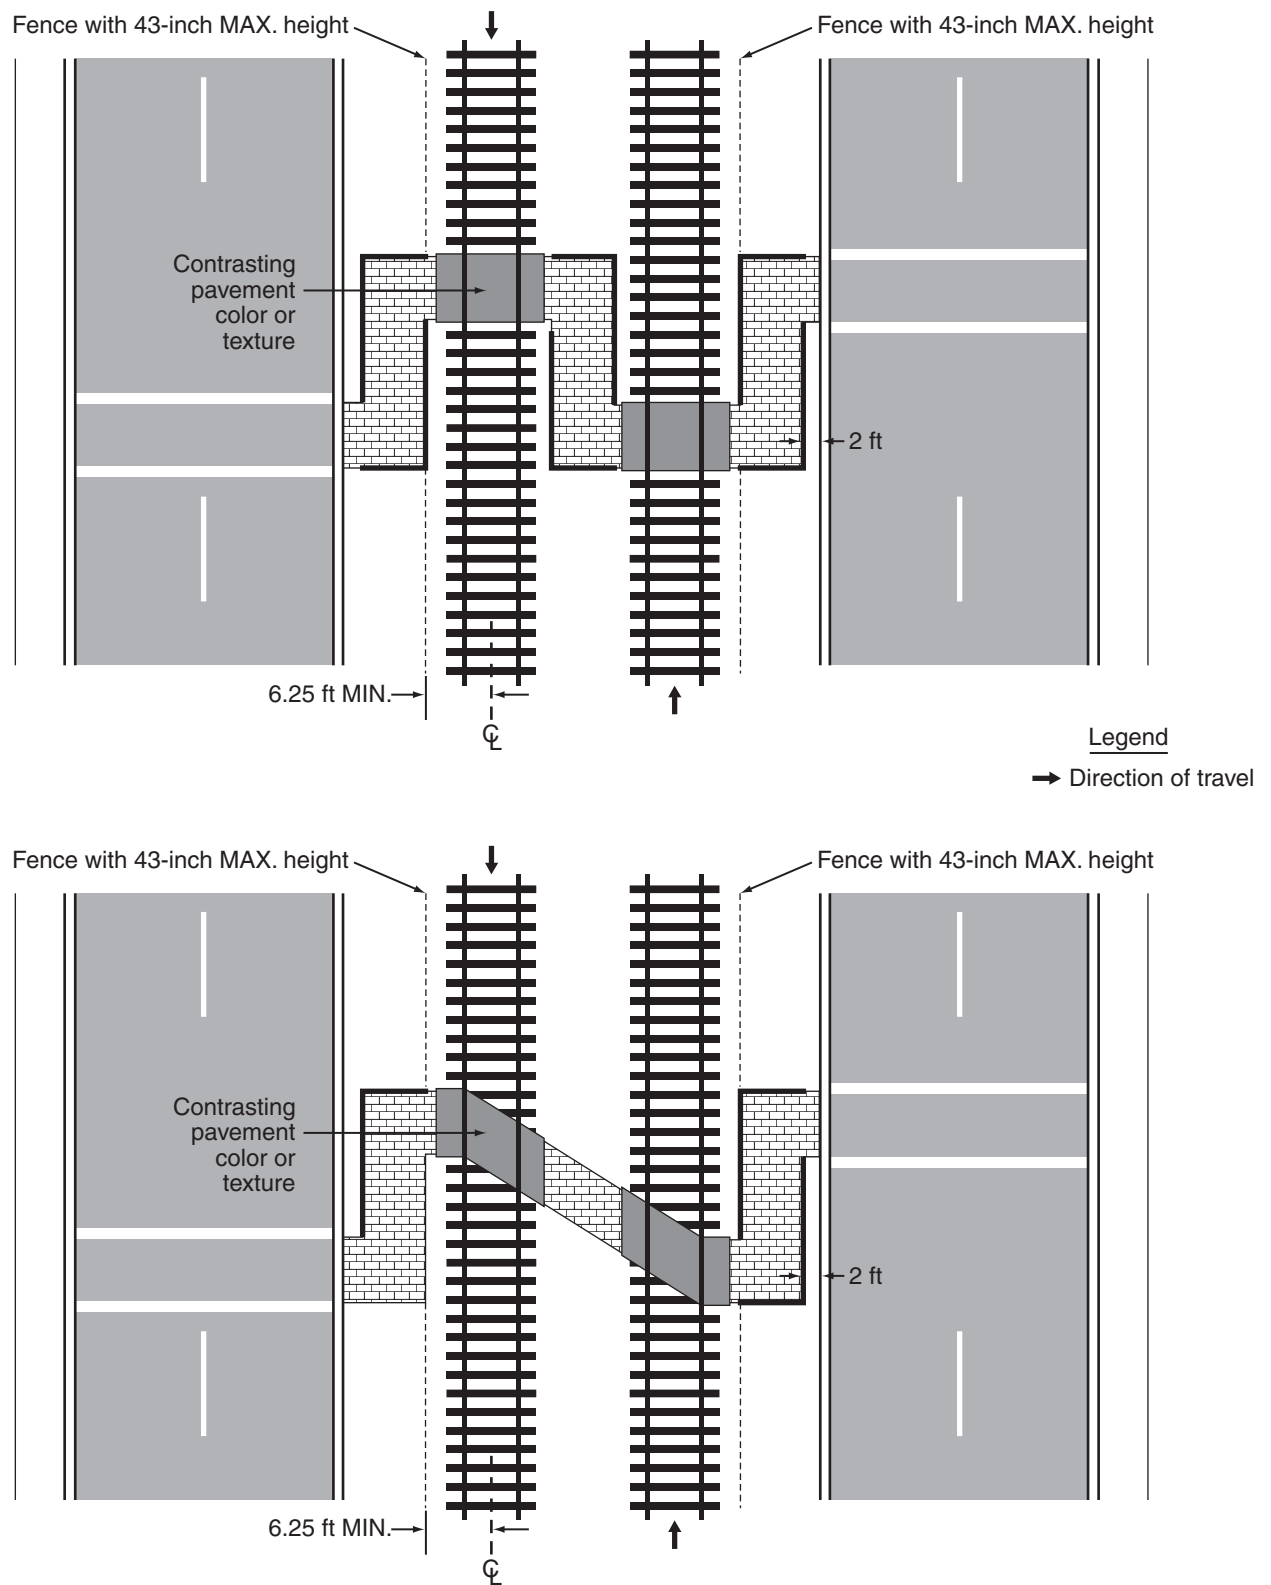 Fence with 43-inch MAX. height
Fence with 43-inch MAX. height
Contrasting
pavement
color or
texture
2 ft
6.25 ft MIN.
℄
Legend
Direction of travel
Fence with 43-inch MAX. height
Fence with 43-inch MAX. height
Contrasting
pavement
color or
texture
2 ft
6.25 ft MIN.
℄